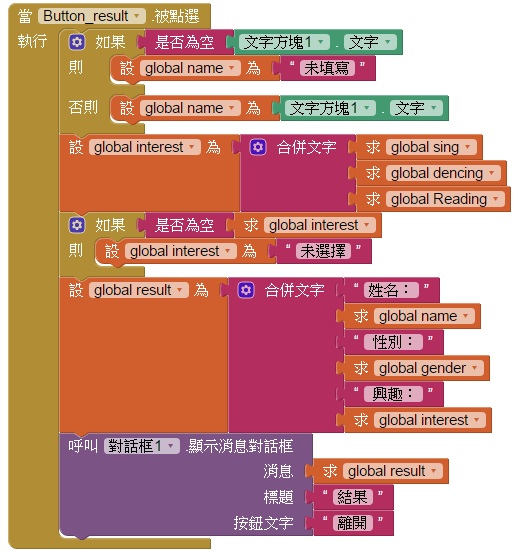 當 Button_result .被點選
執行 如果 是否為空 文字方塊1 . 文字
則 設 global name 為 " 未填寫 "
否則 設 global name 為 文字方塊1 . 文字
設 global interest 為 合併文字 求 global sing
求 global dencing
求 global Reading
如果 是否為空 求 global interest
則 設 global interest 為 " 未選擇 "
設 global result 為 合併文字 " 姓名： "
求 global name
" 性別： "
求 global gender
" 興趣： "
求 global interest
呼叫 對話框1 .顯示消息對話框
消息 求 global result
標題 " 結果 "
按鈕文字 " 離開 "